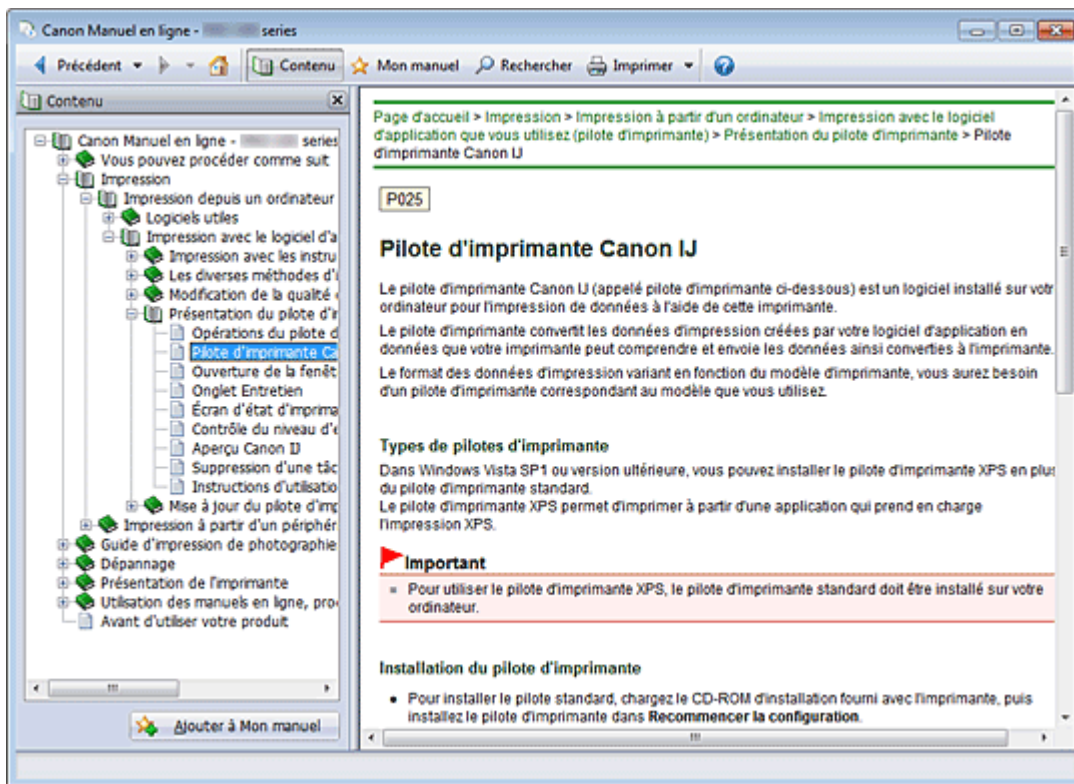 Canon Manuel en ligne - series
Précédent Contenu Mon manuel Rechercher Imprimer
Contenu
Canon Manuel en ligne - series
Vous pouvez procéder comme suit
Impression
Impression depuis un ordinateur
Logiciels utiles
Impression avec le logiciel d'a
Impression avec les instru
Les diverses méthodes d'i
Modification de la qualité
Présentation du pilote d'i
Opérations du pilote d
Pilote d'imprimante Ca
Ouverture de la fenêt
Onglet Entretien
Écran d'état d'imprima
Contrôle du niveau d'e
Aperçu Canon IJ
Suppression d'une tâc
Instructions d'utilisatio
Mise à jour du pilote d'imp
Impression à partir d'un périphér
Guide d'impression de photographie
Dépannage
Présentation de l'imprimante
Utilisation des manuels en ligne, pro
Avant d'utiliser votre produit
Ajouter à Mon manuel
Page d'accueil > Impression > Impression à partir d'un ordinateur > Impression avec le logiciel
d'application que vous utilisez (pilote d'imprimante) > Présentation du pilote d'imprimante > Pilote
d'imprimante Canon IJ
P025
Pilote d'imprimante Canon IJ
Le pilote d'imprimante Canon IJ (appelé pilote d'imprimante ci-dessous) est un logiciel installé sur votr
ordinateur pour l'impression de données à l'aide de cette imprimante.
Le pilote d'imprimante convertit les données d'impression créées par votre logiciel d'application en
données que votre imprimante peut comprendre et envoie les données ainsi converties à l'imprimante.
Le format des données d'impression variant en fonction du modèle d'imprimante, vous aurez besoin
d'un pilote d'imprimante correspondant au modèle que vous utilisez.
Types de pilotes d'imprimante
Dans Windows Vista SP1 ou version ultérieure, vous pouvez installer le pilote d'imprimante XPS en plus
du pilote d'imprimante standard.
Le pilote d'imprimante XPS permet d'imprimer à partir d'une application qui prend en charge
l'impression XPS.
Important
Pour utiliser le pilote d'imprimante XPS, le pilote d'imprimante standard doit être installé sur votre
ordinateur.
Installation du pilote d'imprimante
Pour installer le pilote standard, chargez le CD-ROM d'installation fourni avec l'imprimante, puis
installez le pilote d'imprimante dans Recommencer la configuration.